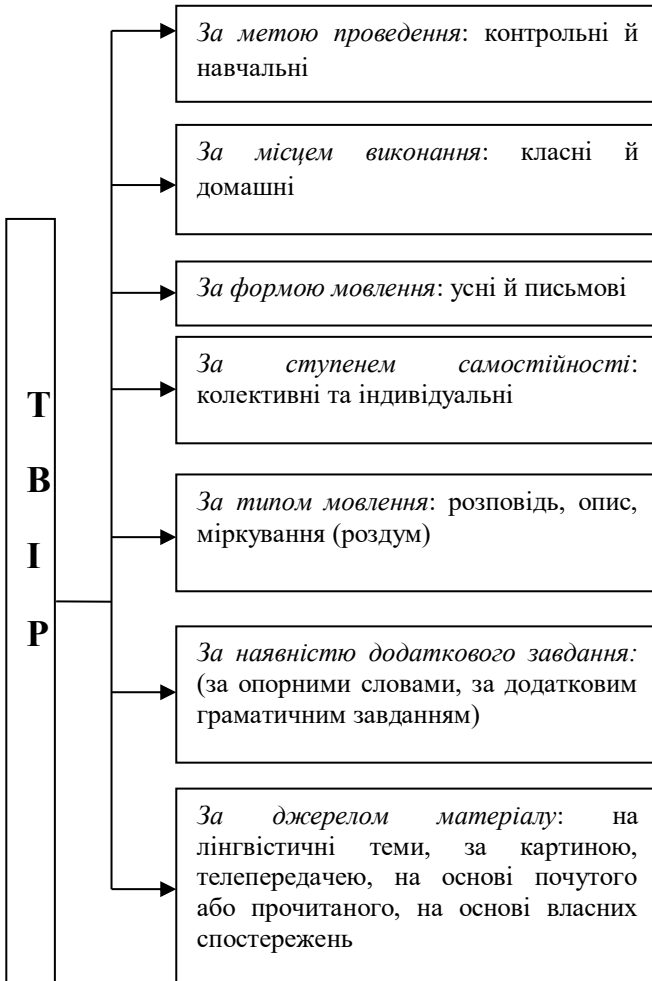 За метою проведення: контрольні й
навчальні
За місцем виконання: класні й
домашні
За формою мовлення: усні й письмові
За ступенем самостійності:
колективні та індивідуальні
Т
В
І
Р
За типом мовлення: розповідь, опис,
міркування (роздум)
За наявністю додаткового завдання:
(за опорними словами, за додатковим
граматичним завданням)
За джерелом матеріалу: на
лінгвістичні теми, за картиною,
телепередачею, на основі почутого
або прочитаного, на основі власних
спостережень